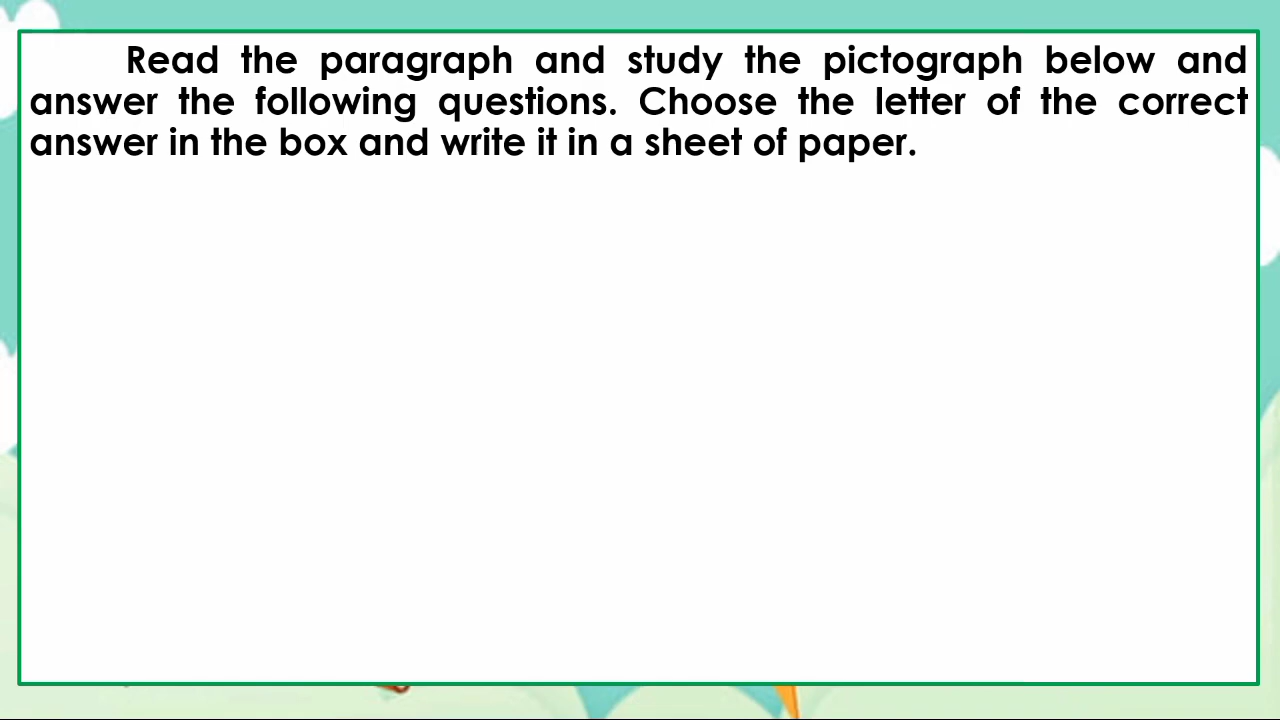 Read the paragraph and study the pictograph below and
answer the following questions. Choose the letter of the correct
answer in the box and write it in a sheet of paper.